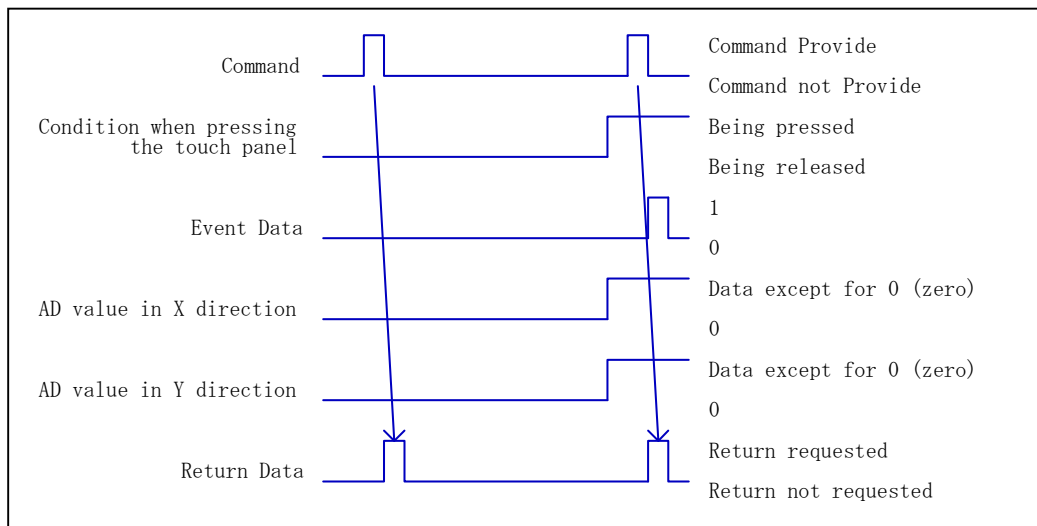 Command
Command Provide
Command not Provide
Condition when pressing
the touch panel
Being pressed
Being released
Event Data
1
0
AD value in X direction
Data except for 0 (zero)
0
AD value in Y direction
Data except for 0 (zero)
0
Return Data
Return requested
Return not requested